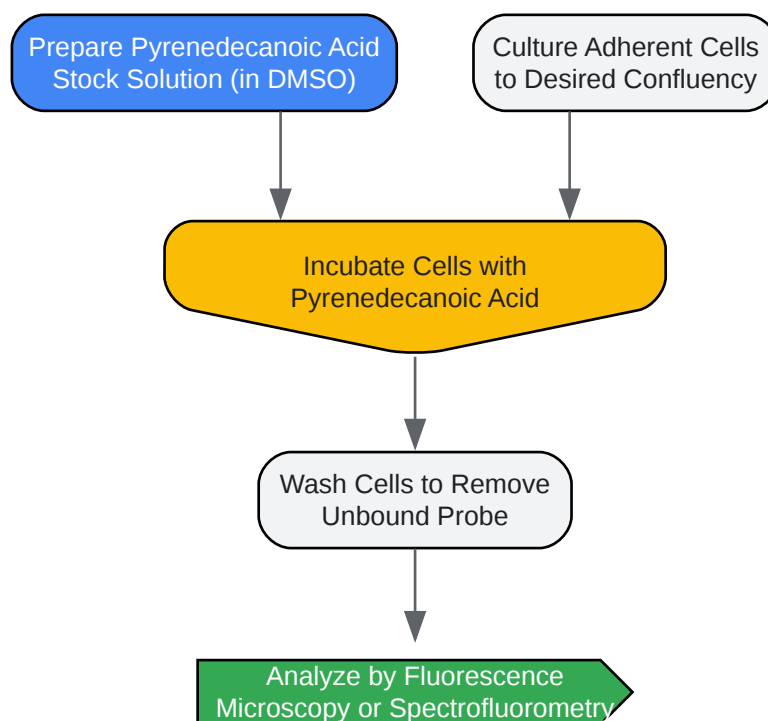 Prepare Pyrenedecanoic Acid
Stock Solution (in DMSO)
Culture Adherent Cells
to Desired Confluency
Incubate Cells with
Pyrenedecanoic Acid
Wash Cells to Remove
Unbound Probe
Analyze by Fluorescence
Microscopy or Spectrofluorometry